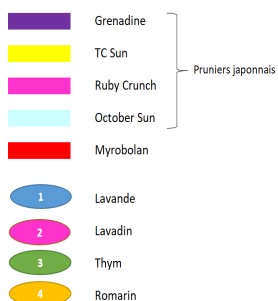 Grenadine
TC Sun
Ruby Crunch
Pruniers japonnais
October Sun
Myrobolan
1 Lavande
2 Lavadin
3 Thym
4 Romarin